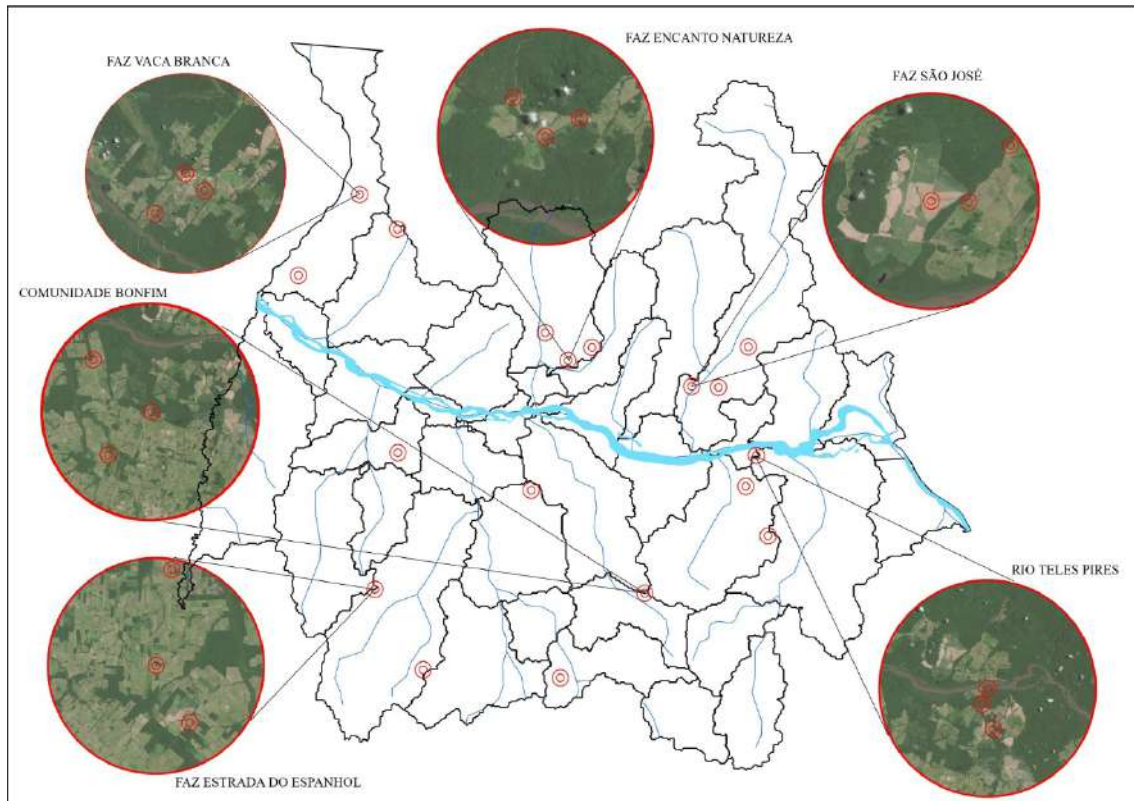 FAZ ENCANTO NATUREZA
FAZ VACA BRANCA
FAZ SÃO JOSÉ
COMUNIDADE BONFIM
RIO TELES PIRES
FAZ ESTRADA DO ESPANHOL